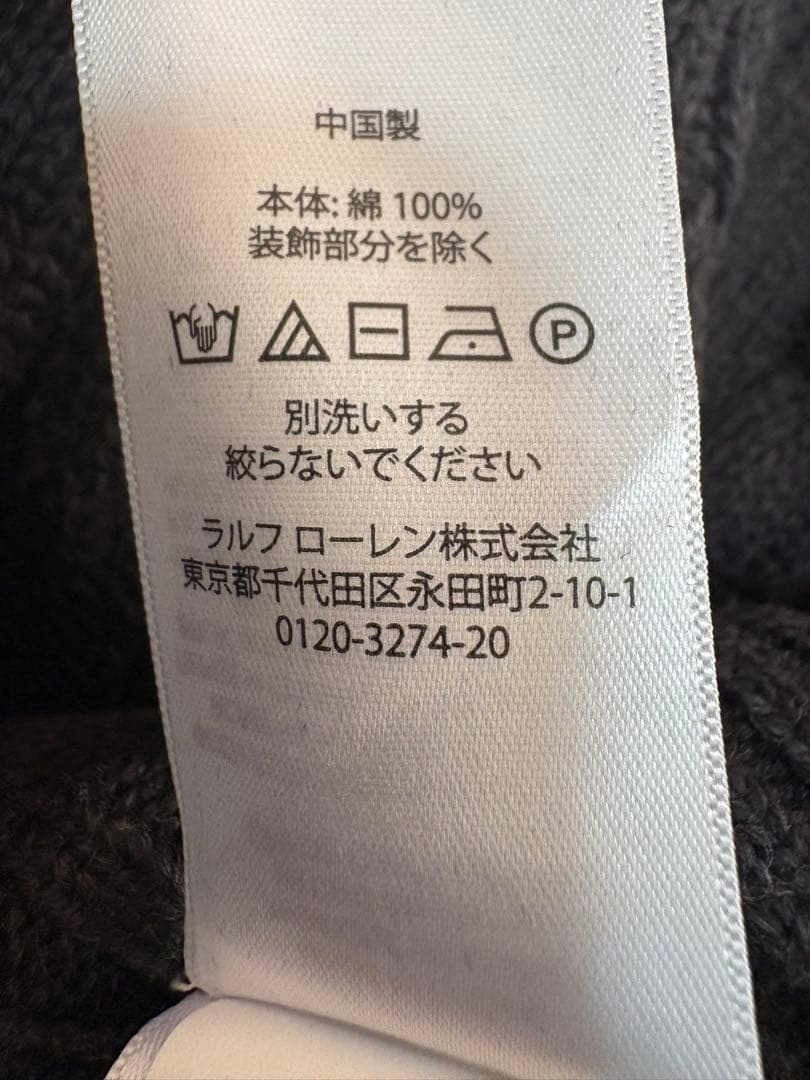 中国製
本体: 綿 100%
装飾部分を除く
P
別洗いする
絞らないでください
ラルフ ローレン株式会社
東京都千代田区永田町2-10-1
0120-3274-20